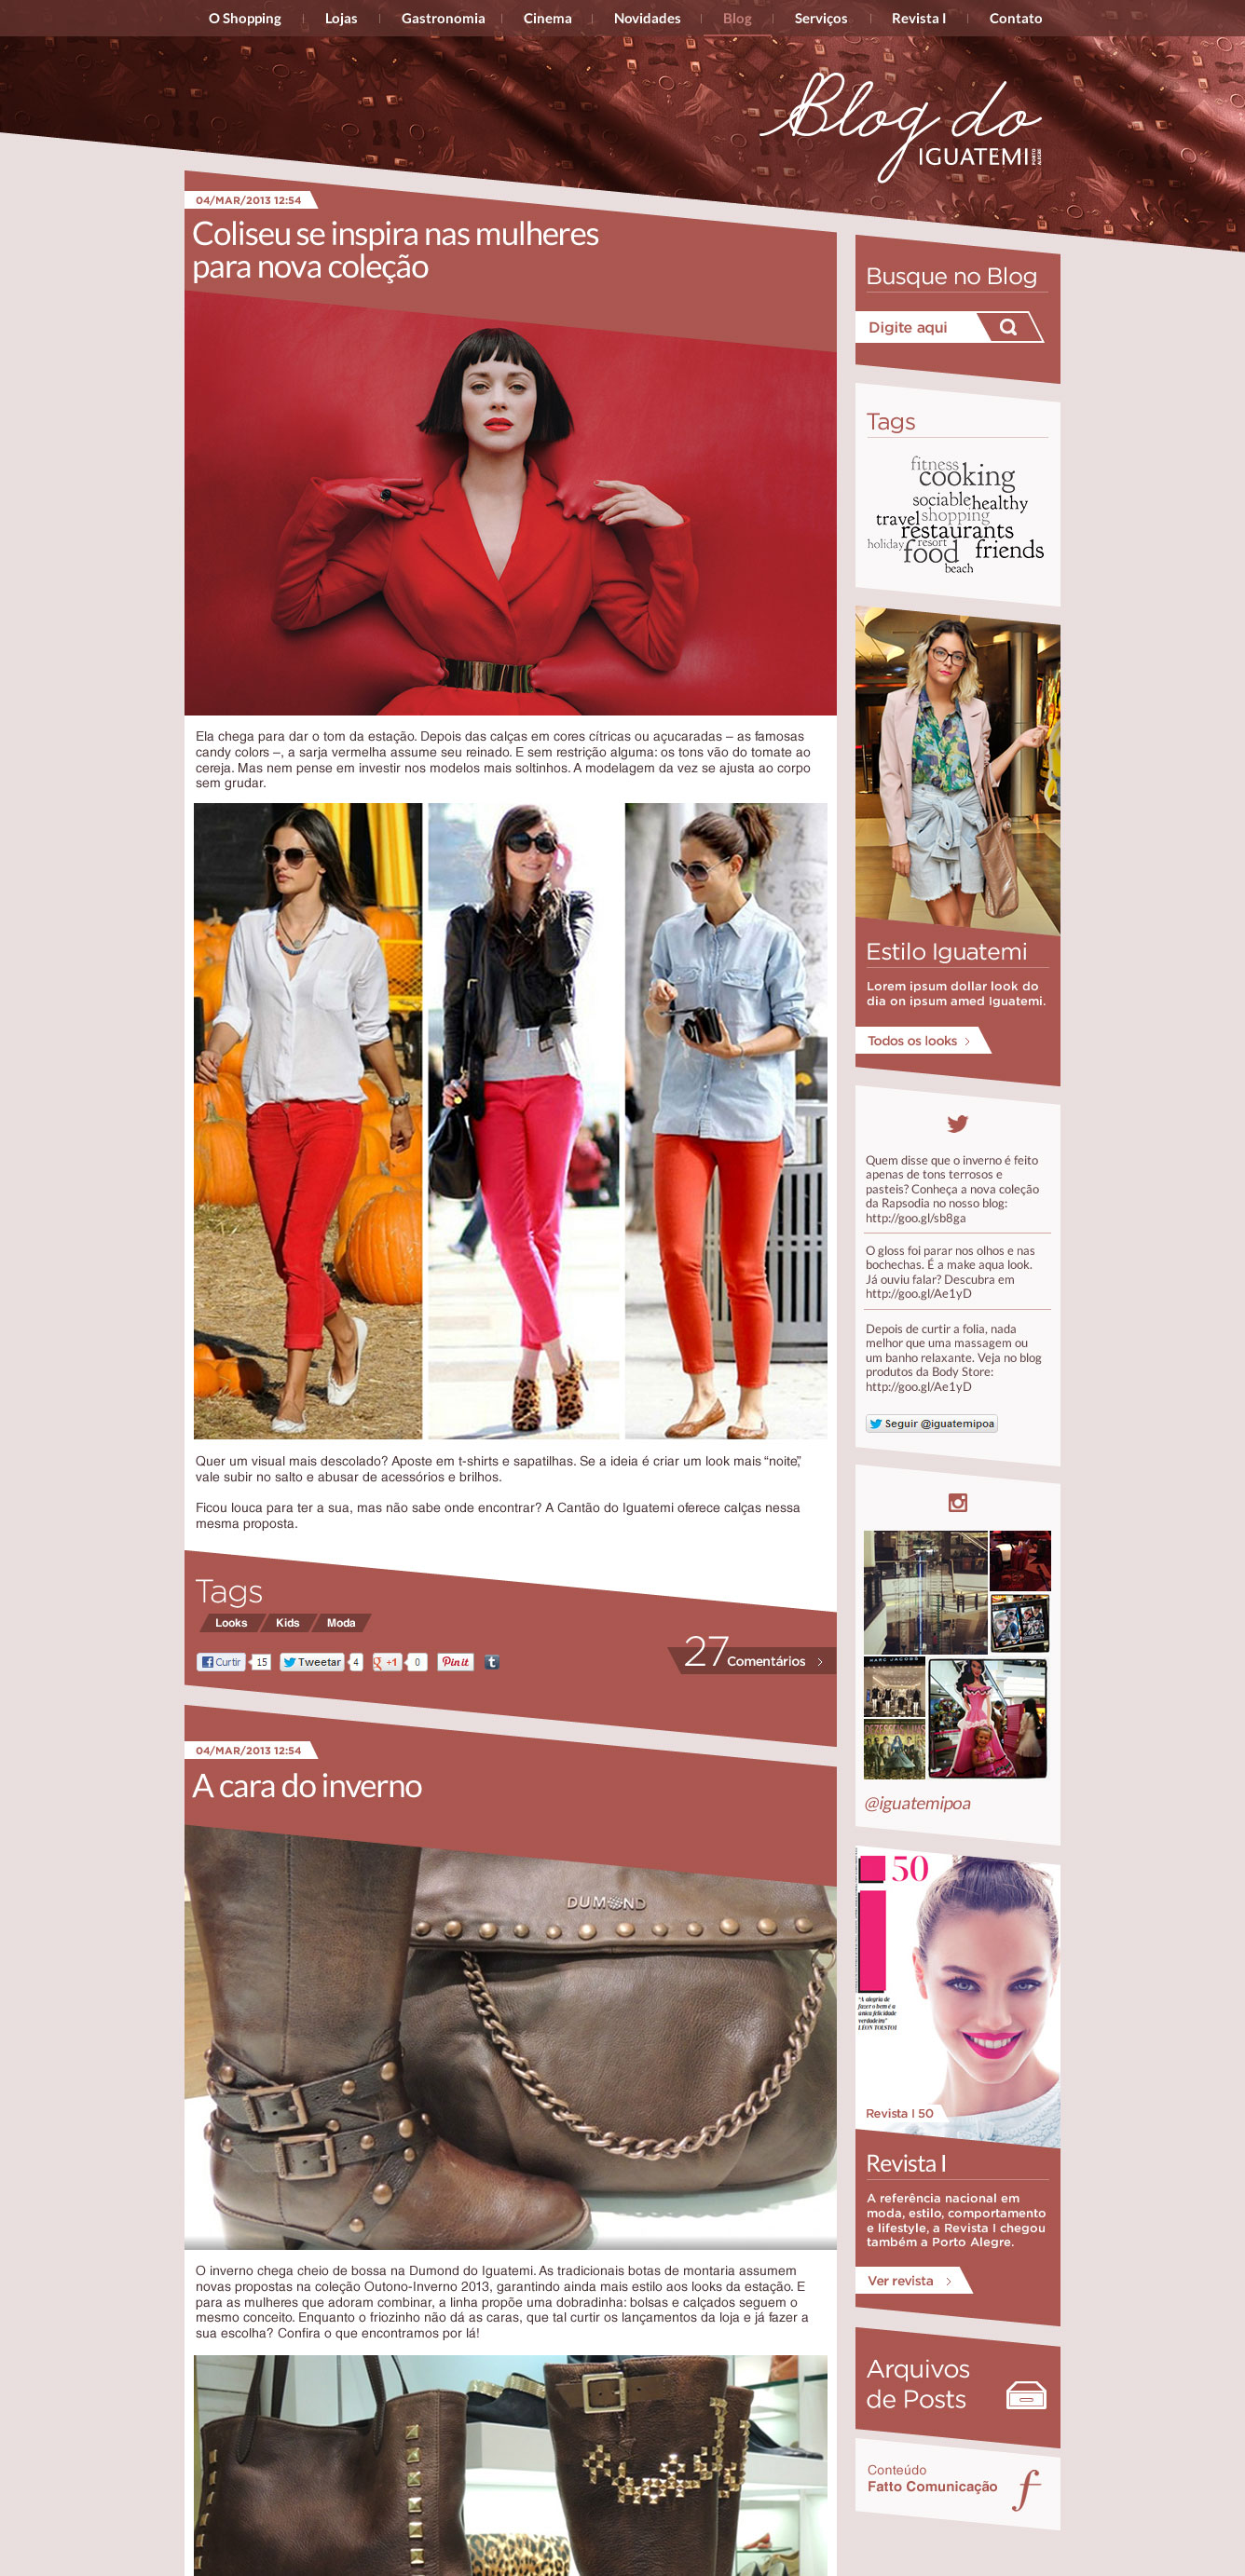 O Shopping
Lojas
Gastronomia
Cinema
Novidades
Blog
Serviços
Revista I
Contato
Blog do
IGUATEMI
PORTO ALEGRE
04/MAR/2013 12:54
Coliseu se inspira nas mulheres
para nova coleção
Ela chega para dar o tom da estação. Depois das calças em cores cítricas ou açucaradas – as famosas
candy colors –, a sarja vermelha assume seu reinado. E sem restrição alguma: os tons vão do tomate ao
cereja. Mas nem pense em investir nos modelos mais soltinhos. A modelagem da vez se ajusta ao corpo
sem grudar.
Quer um visual mais descolado? Aposte em t-shirts e sapatilhas. Se a ideia é criar um look mais “noite”,
vale subir no salto e abusar de acessórios e brilhos.
Ficou louca para ter a sua, mas não sabe onde encontrar? A Cantão do Iguatemi oferece calças nessa
mesma proposta.
Tags
Looks
Kids
Moda
Curtir
15
Tweetar
4
g +1
0
Pin it
t
27 Comentários
04/MAR/2013 12:54
A cara do inverno
DUMOND
O inverno chega cheio de bossa na Dumond do Iguatemi. As tradicionais botas de montaria assumem
novas propostas na coleção Outono-Inverno 2013, garantindo ainda mais estilo aos looks da estação. E
para as mulheres que adoram combinar, a linha propõe uma dobradinha: bolsas e calçados seguem o
mesmo conceito. Enquanto o friozinho não dá as caras, que tal curtir os lançamentos da loja e já fazer a
sua escolha? Confira o que encontramos por lá!
Busque no Blog
Digite aqui
Tags
fitness
cooking
sociable
healthy
travel
shopping
restaurants
holiday
resort
food
friends
beach
Estilo Iguatemi
Lorem ipsum dollar look do
dia on ipsum amed Iguatemi.
Todos os looks
Quem disse que o inverno é feito
apenas de tons terrosos e
pasteis? Conheça a nova coleção
da Rapsodia no nosso blog:
http://goo.gl/sb8ga
O gloss foi parar nos olhos e nas
bochechas. É a make aqua look.
Já ouviu falar? Descubra em
http://goo.gl/Ae1yD
Depois de curtir a folia, nada
melhor que uma massagem ou
um banho relaxante. Veja no blog
produtos da Body Store:
http://goo.gl/Ae1yD
Seguir @iguatemipoa
MARC JACOBS
DEZESSEIS LUAS
@iguatemipoa
50
"A alegria de
fazer o bem é a
única felicidade
verdadeira"
LEON TOLSTOI
Revista I 50
Revista I
A referência nacional em
moda, estilo, comportamento
e lifestyle, a Revista I chegou
também a Porto Alegre.
Ver revista
Arquivos
de Posts
Conteúdo
Fatto Comunicação
f